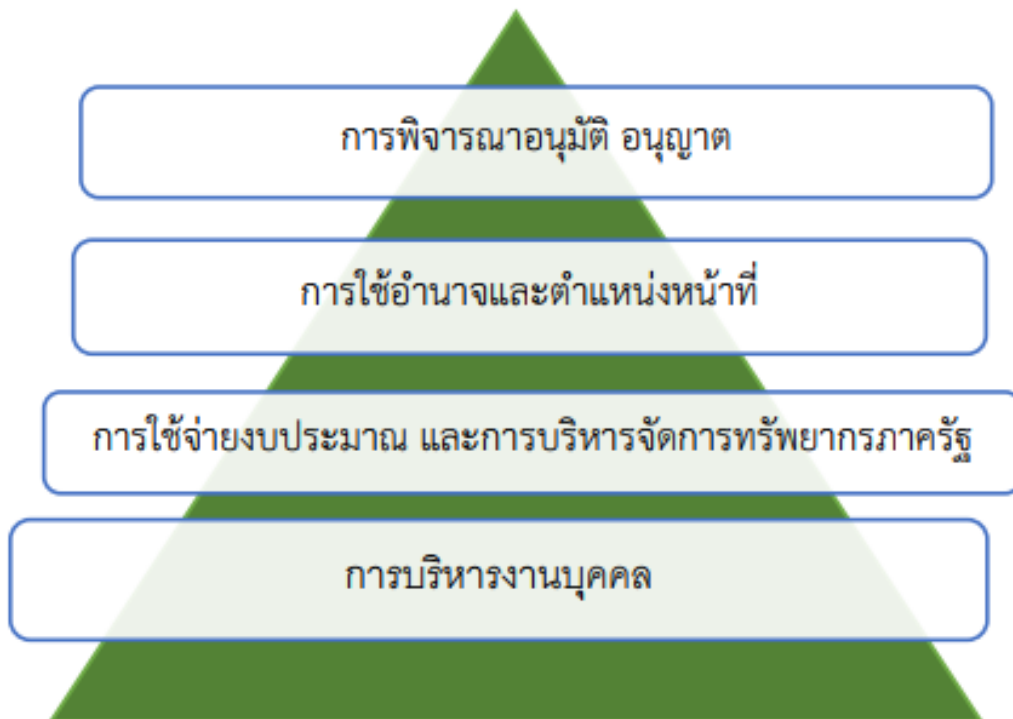 การพิจารณาอนุมัติ อนุญาต
การใช้อำนาจและตำแหน่งหน้าที่
การใช้จ่ายงบประมาณ และการบริหารจัดการทรัพยากรภาครัฐ
การบริหารงานบุคคล